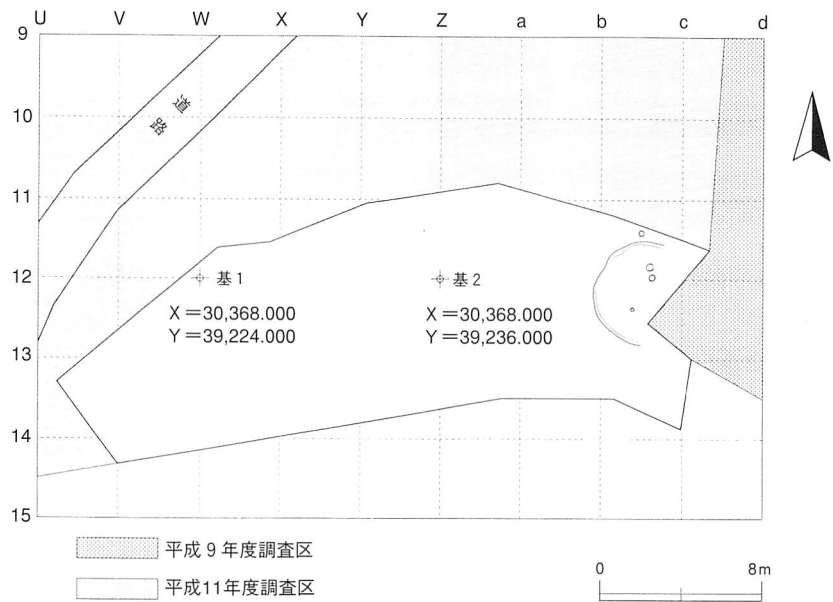 U V W X Y Z a b c d
9
10
11
12
13
14
15
道路
基1
X＝30,368.000
Y＝39,224.000
基2
X＝30,368.000
Y＝39,236.000
平成9年度調査区
平成11年度調査区
0 8m